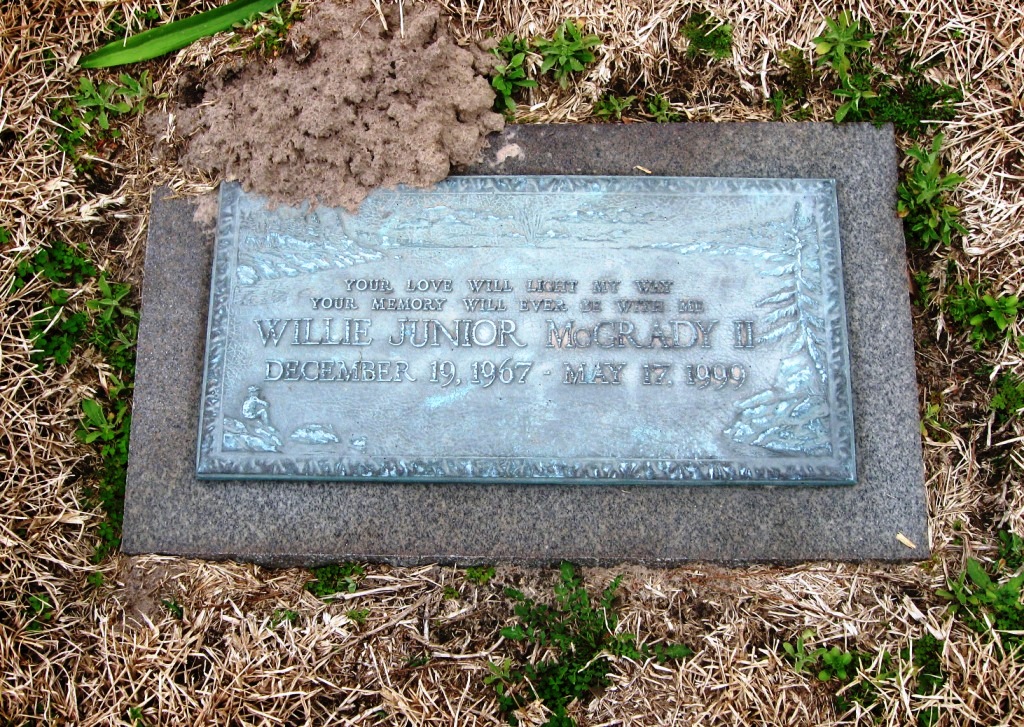 YOUR LOVE WILL LIGHT MY WAY
YOUR MEMORY WILL EVER BE WITH ME
WILLIE JUNIOR McGRADY II
DECEMBER 19, 1967 - MAY 17, 1999